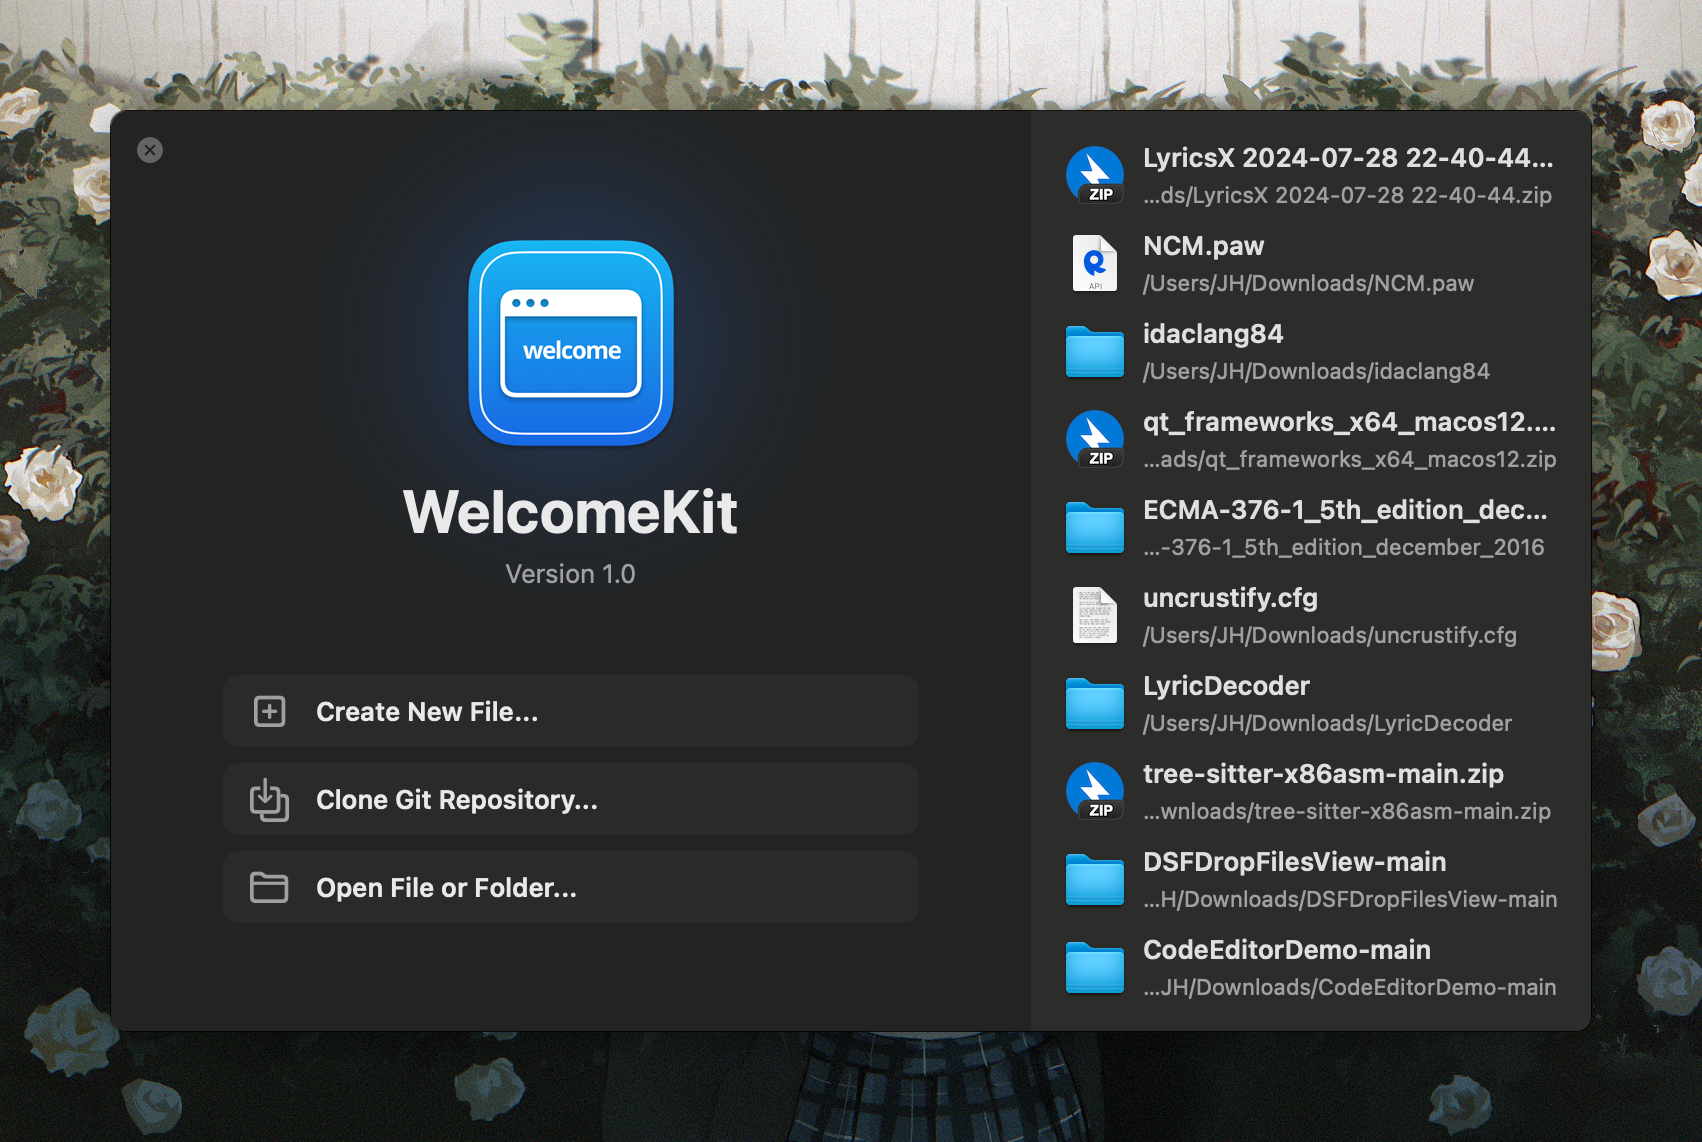 welcome
WelcomeKit
Version 1.0
Create New File...
Clone Git Repository...
Open File or Folder...
ZIP
LyricsX 2024-07-28 22-40-44...
...ds/LyricsX 2024-07-28 22-40-44.zip
API
NCM.paw
/Users/JH/Downloads/NCM.paw
idaclang84
/Users/JH/Downloads/idaclang84
ZIP
qt_frameworks_x64_macos12....
...ads/qt_frameworks_x64_macos12.zip
ECMA-376-1_5th_edition_dec...
...-376-1_5th_edition_december_2016
uncrustify.cfg
/Users/JH/Downloads/uncrustify.cfg
LyricDecoder
/Users/JH/Downloads/LyricDecoder
ZIP
tree-sitter-x86asm-main.zip
...wnloads/tree-sitter-x86asm-main.zip
DSFDropFilesView-main
...H/Downloads/DSFDropFilesView-main
CodeEditorDemo-main
...JH/Downloads/CodeEditorDemo-main